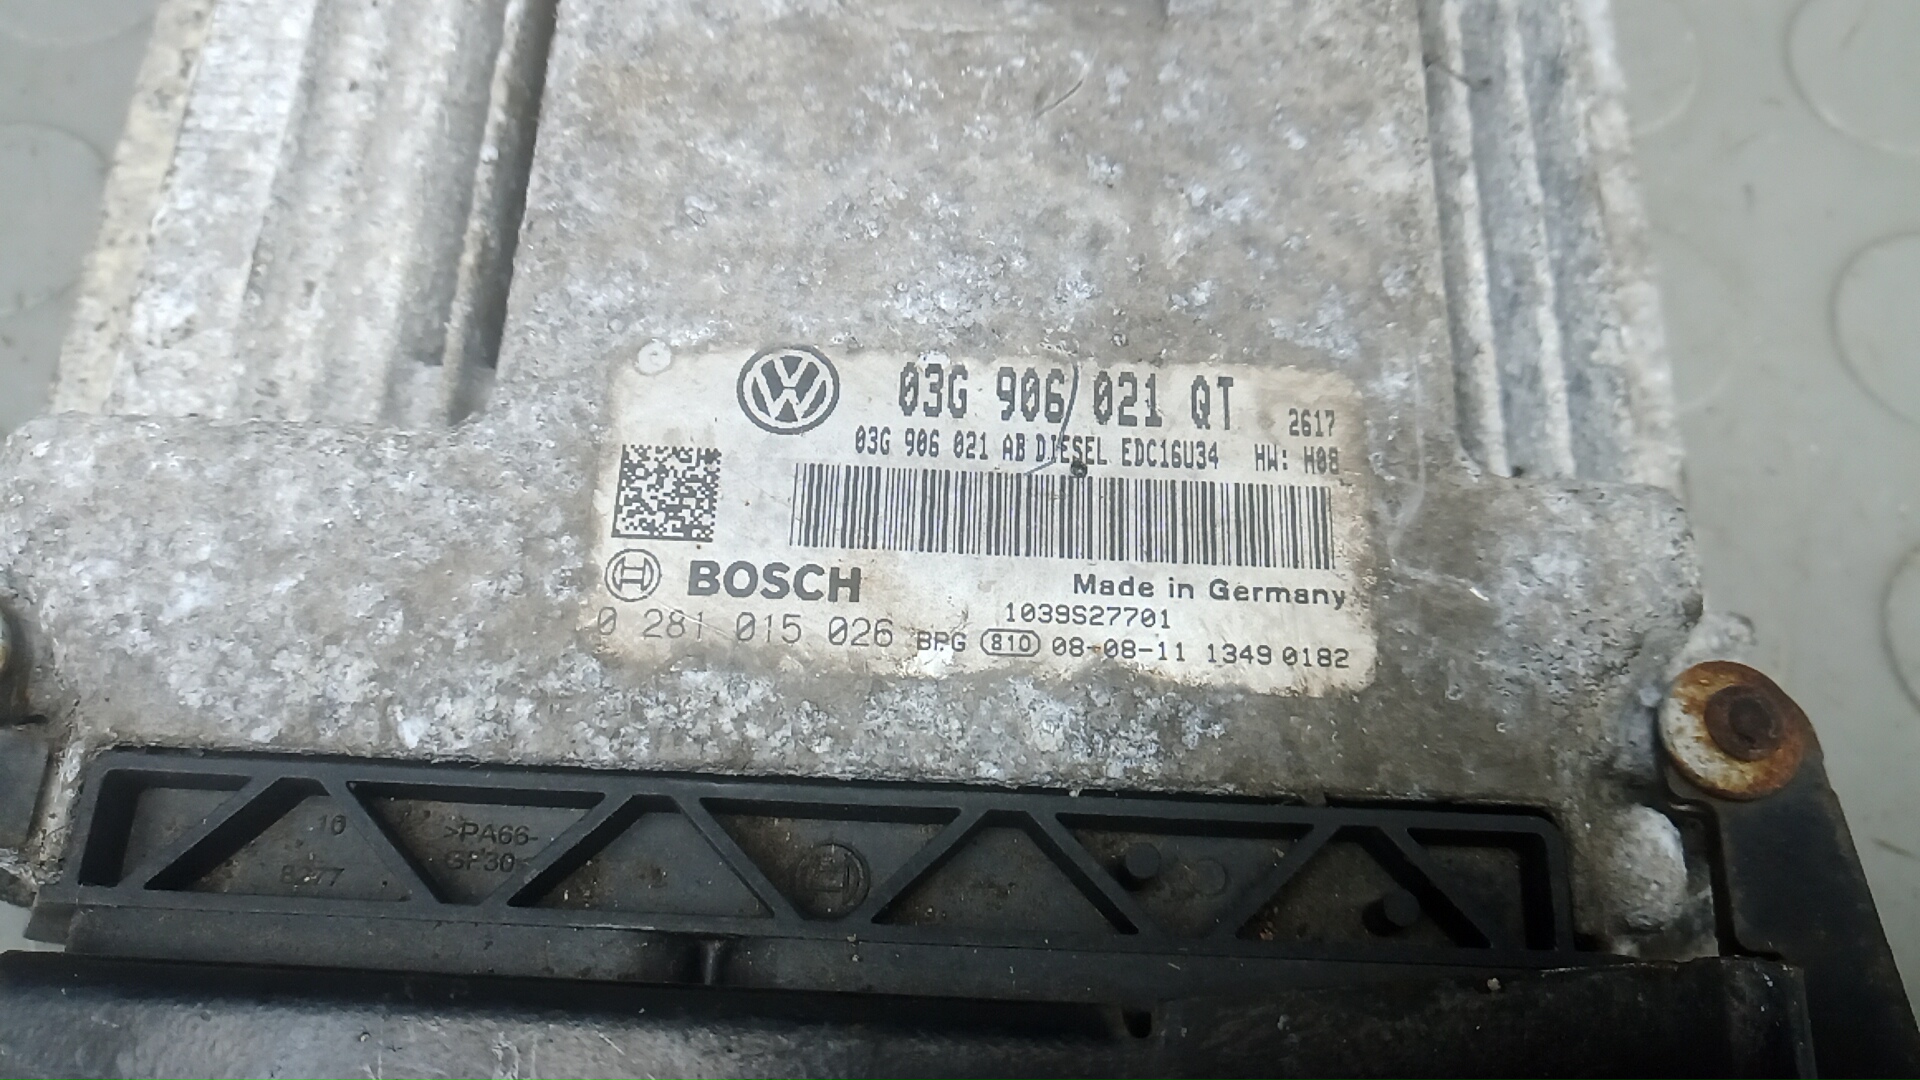 03G 906 021 QT 2617
03G 906 021 AB DIESEL EDC16U34 HW: H08
BOSCH
Made in Germany
1039S27701
0 281 015 026 810 08-08-11 1349 0182
10
>PA66-
GF30<